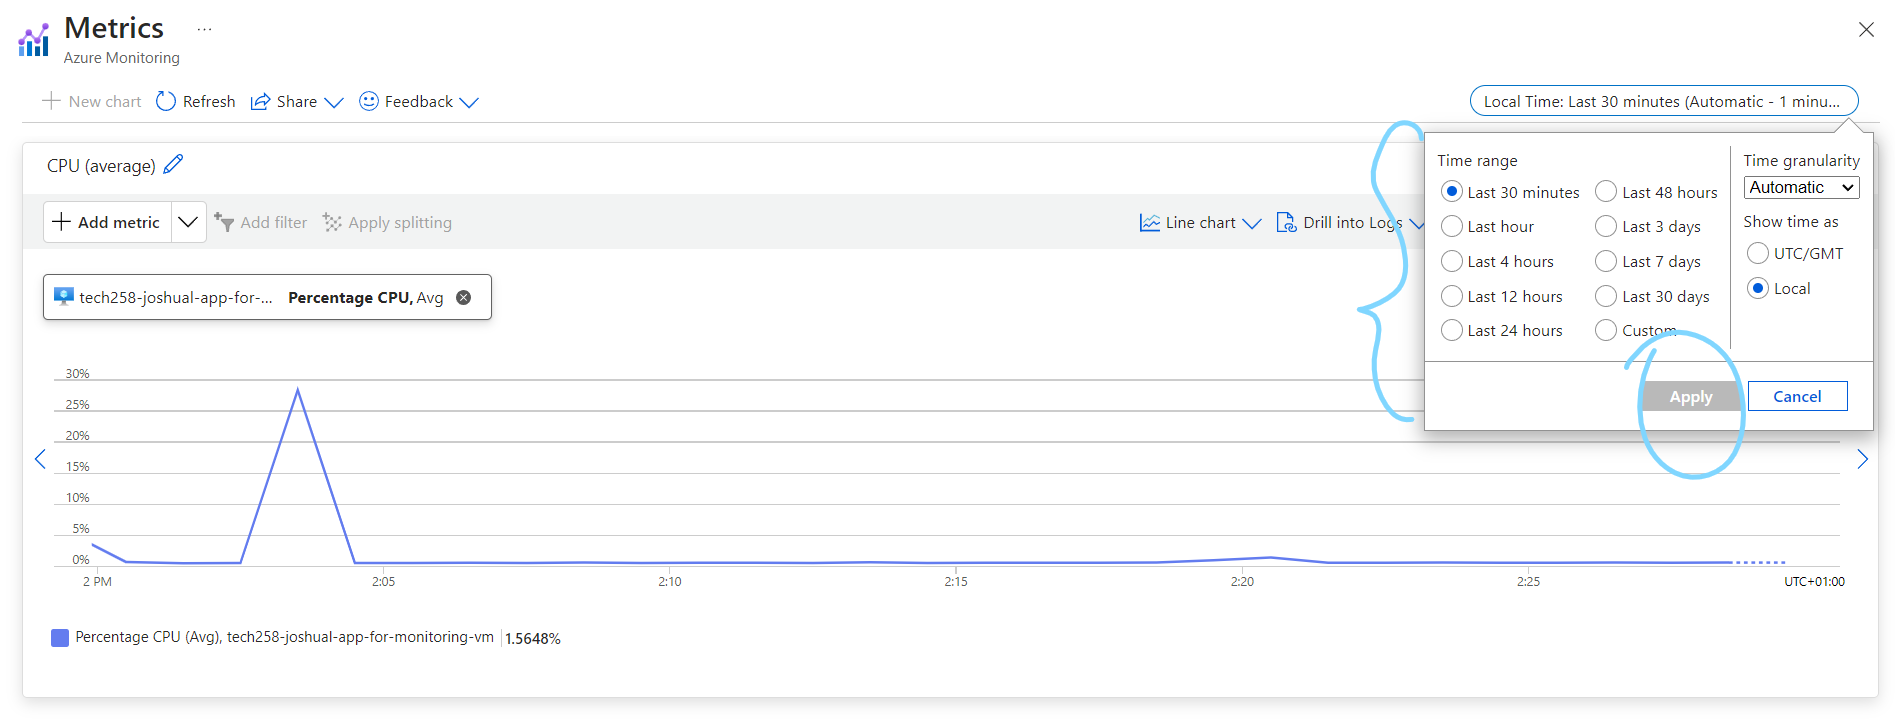 Metrics ...
Azure Monitoring
New chart Refresh Share Feedback
Local Time: Last 30 minutes (Automatic - 1 minu...
CPU (average)
Add metric Add filter Apply splitting Line chart Drill into Logs
tech258-joshual-app-for-... Percentage CPU, Avg
Time range
Last 30 minutes Last 48 hours
Last hour Last 3 days
Last 4 hours Last 7 days
Last 12 hours Last 30 days
Last 24 hours Custom
Time granularity
Automatic
Show time as
UTC/GMT
Local
Apply Cancel
30%
25%
20%
15%
10%
5%
0%
2 PM 2:05 2:10 2:15 2:20 2:25 UTC+01:00
Percentage CPU (Avg), tech258-joshual-app-for-monitoring-vm 1.5648%